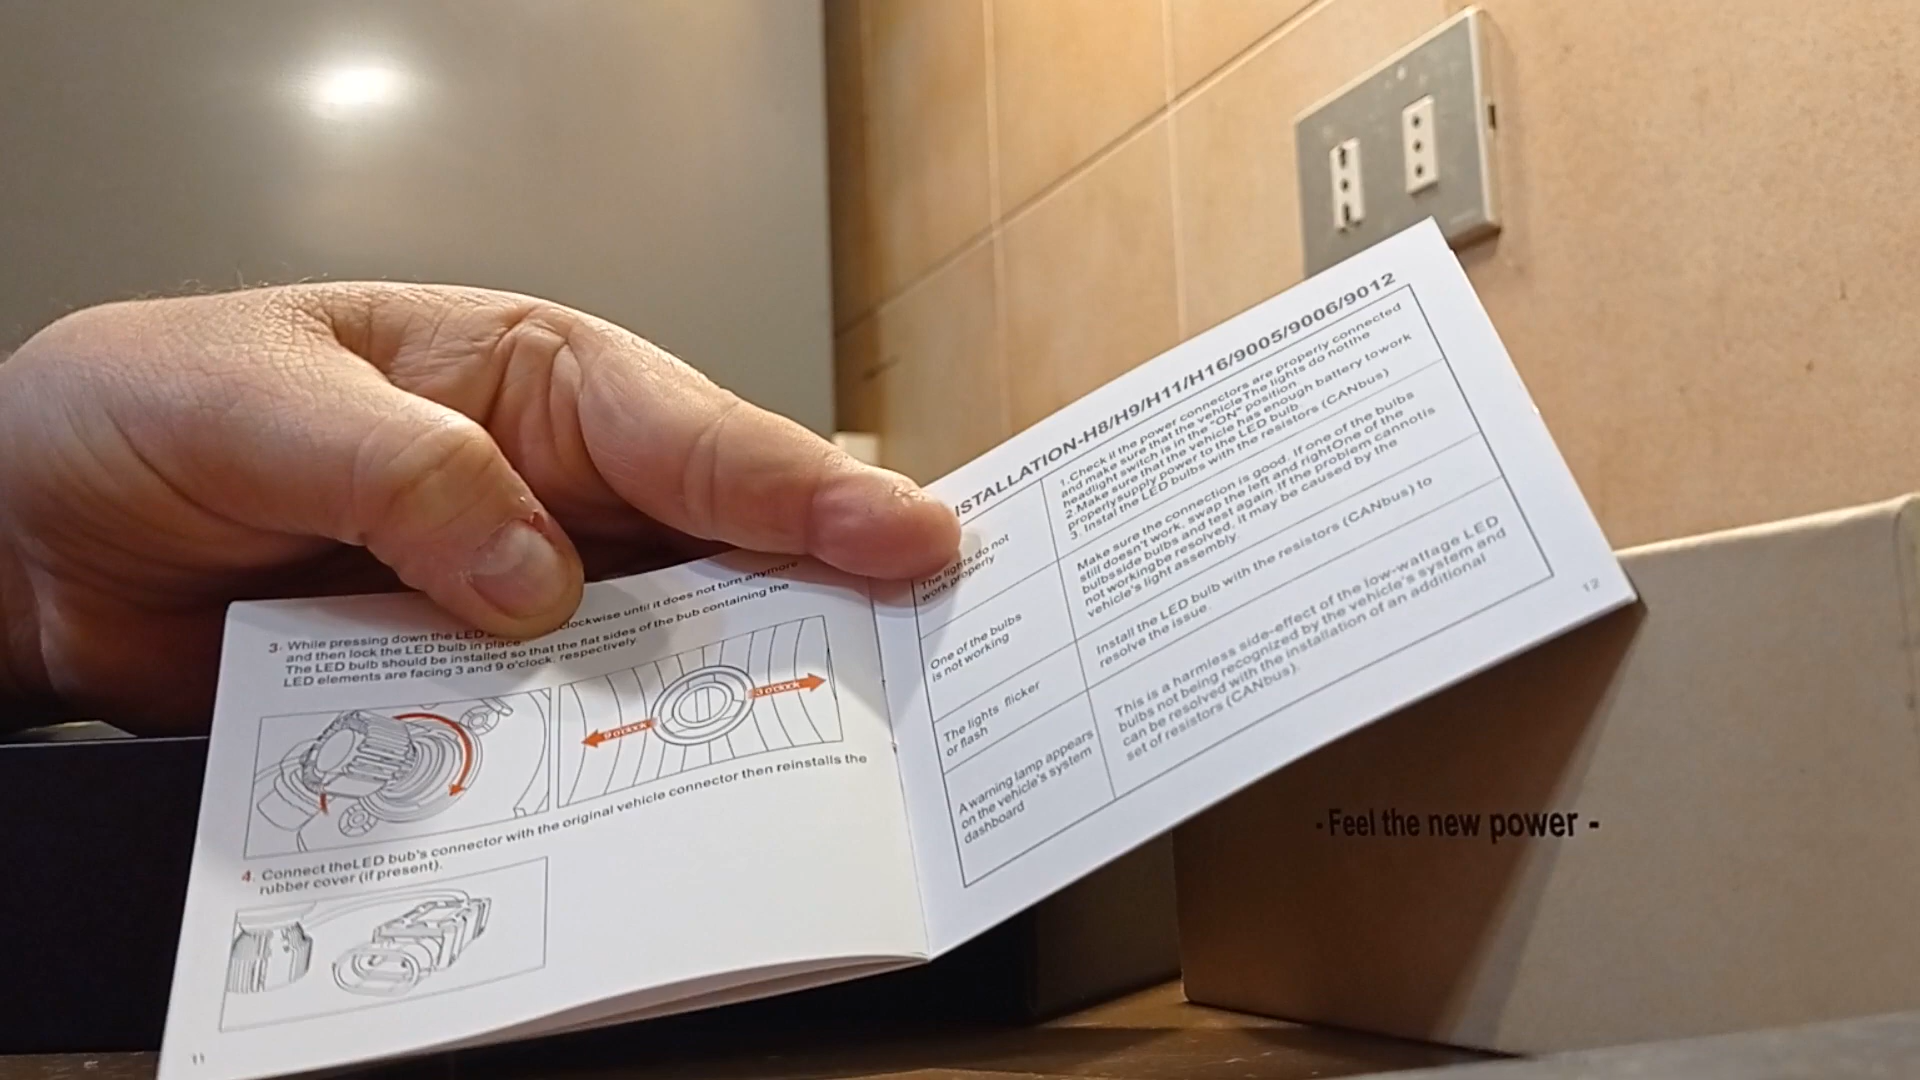 3. While pressing down the LED
clockwise until it does not turn anymore
and then lock the LED bulb in place.
The LED bulb should be installed so that the flat sides of the bub containing the
LED elements are facing 3 and 9 o'clock, respectively
9 o'clock
3 o'clock
4. Connect theLED bub's connector with the original vehicle connector then reinstalls the
rubber cover (if present).
11
STALLATION-H8/H9/H11/H16/9005/9006/9012
The lights do not
work properly
1.Check if the power connectors are properly connected
and make sure that the vehicle The lights do notthe
headlight switch is in the "ON" position.
2.Make sure that the vehicle has enough battery towork
properlysupply power to the LED bulb.
3. Instal the LED bulbs with the resistors (CANbus)
One of the bulbs
is not working
Make sure the connection is good. If one of the bulbs
still doesn't work, swap the left and rightOne of the
bulbsside bulbs and test again.If the problem cannotis
not workingbe resolved, it may be caused by the
vehicle's light assembly.
The lights flicker
or flash
Install the LED bulb with the resistors (CANbus) to
resolve the issue.
A warning lamp appears
on the vehicle's system
dashboard
This is a harmless side-effect of the low-wattage LED
bulbs not being recognized by the vehicle's system and
can be resolved with the installation of an additional
set of resistors (CANbus).
12
- Feel the new power -